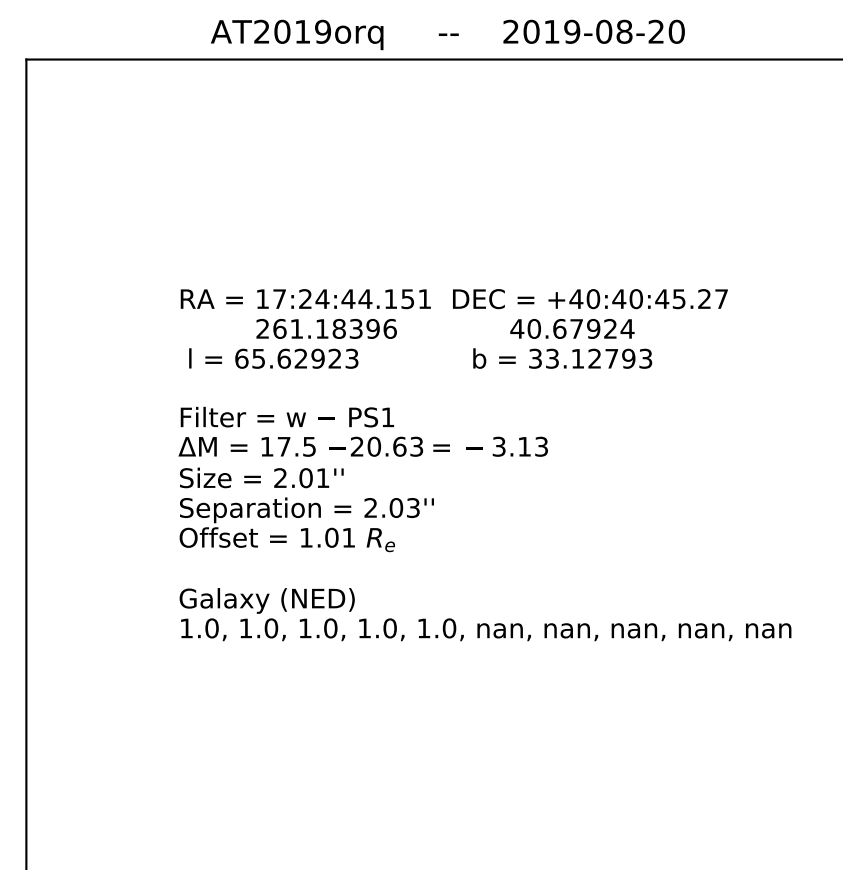 AT2019orq -- 2019-08-20
RA = 17:24:44.151 DEC = +40:40:45.27
261.18396 40.67924
l = 65.62923 b = 33.12793
Filter = w − PS1
ΔM = 17.5 −20.63 = − 3.13
Size = 2.01''
Separation = 2.03''
Offset = 1.01 Rₑ
Galaxy (NED)
1.0, 1.0, 1.0, 1.0, 1.0, nan, nan, nan, nan, nan